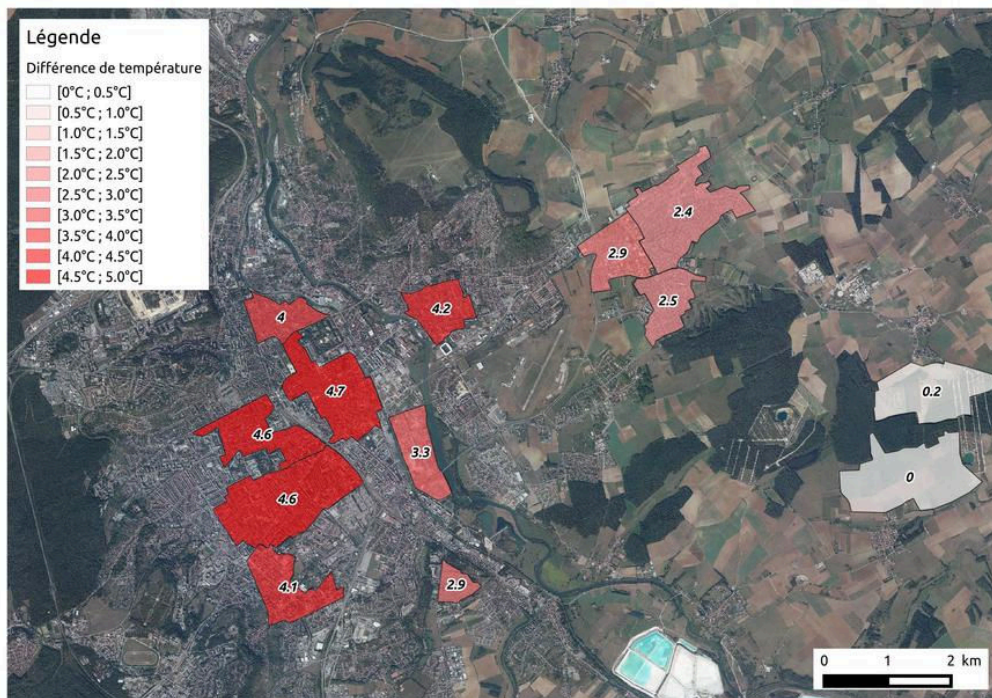 Légende
Différence de température
[0°C ; 0.5°C]
[0.5°C ; 1.0°C]
[1.0°C ; 1.5°C]
[1.5°C ; 2.0°C]
[2.0°C ; 2.5°C]
[2.5°C ; 3.0°C]
[3.0°C ; 3.5°C]
[3.5°C ; 4.0°C]
[4.0°C ; 4.5°C]
[4.5°C ; 5.0°C]
2.4
2.9
2.5
4.2
4
4.7
0.2
4.6
3.3
0
4.6
4.1
2.9
0 1 2 km